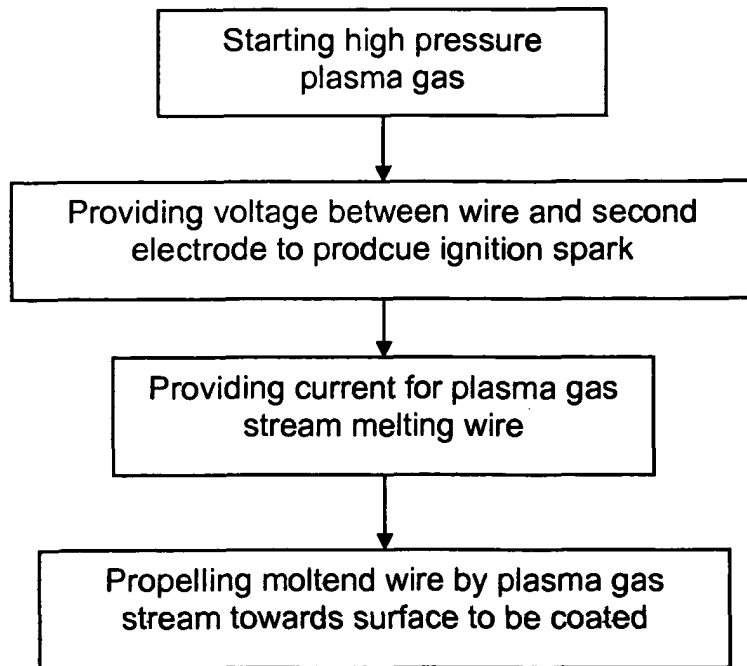 Starting high pressure
plasma gas
Providing voltage between wire and second
electrode to prodcue ignition spark
Providing current for plasma gas
stream melting wire
Propelling moltend wire by plasma gas
stream towards surface to be coated